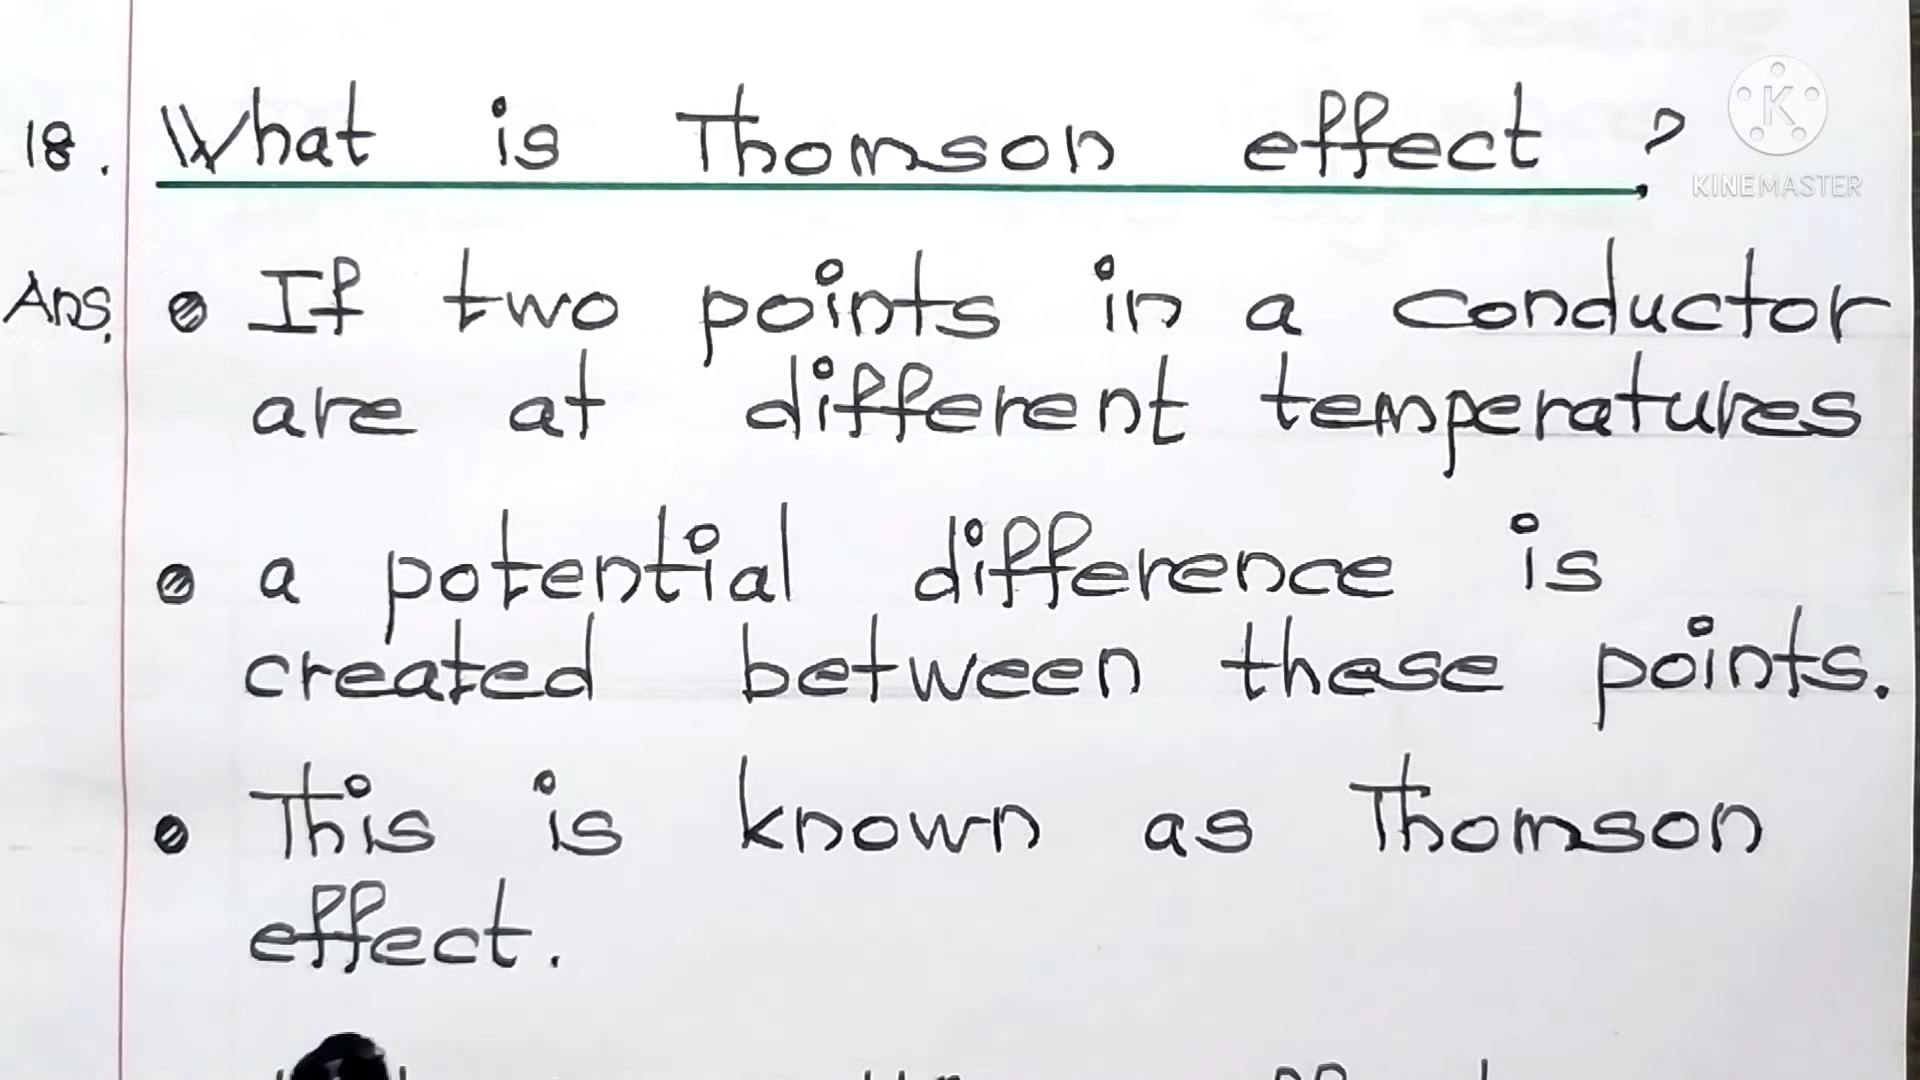 18. What is Thomson effect ?
KINEMASTER
Ans. If two points in a conductor
are at different temperatures
a potential difference is
created between these points.
This is known as Thomson
effect.